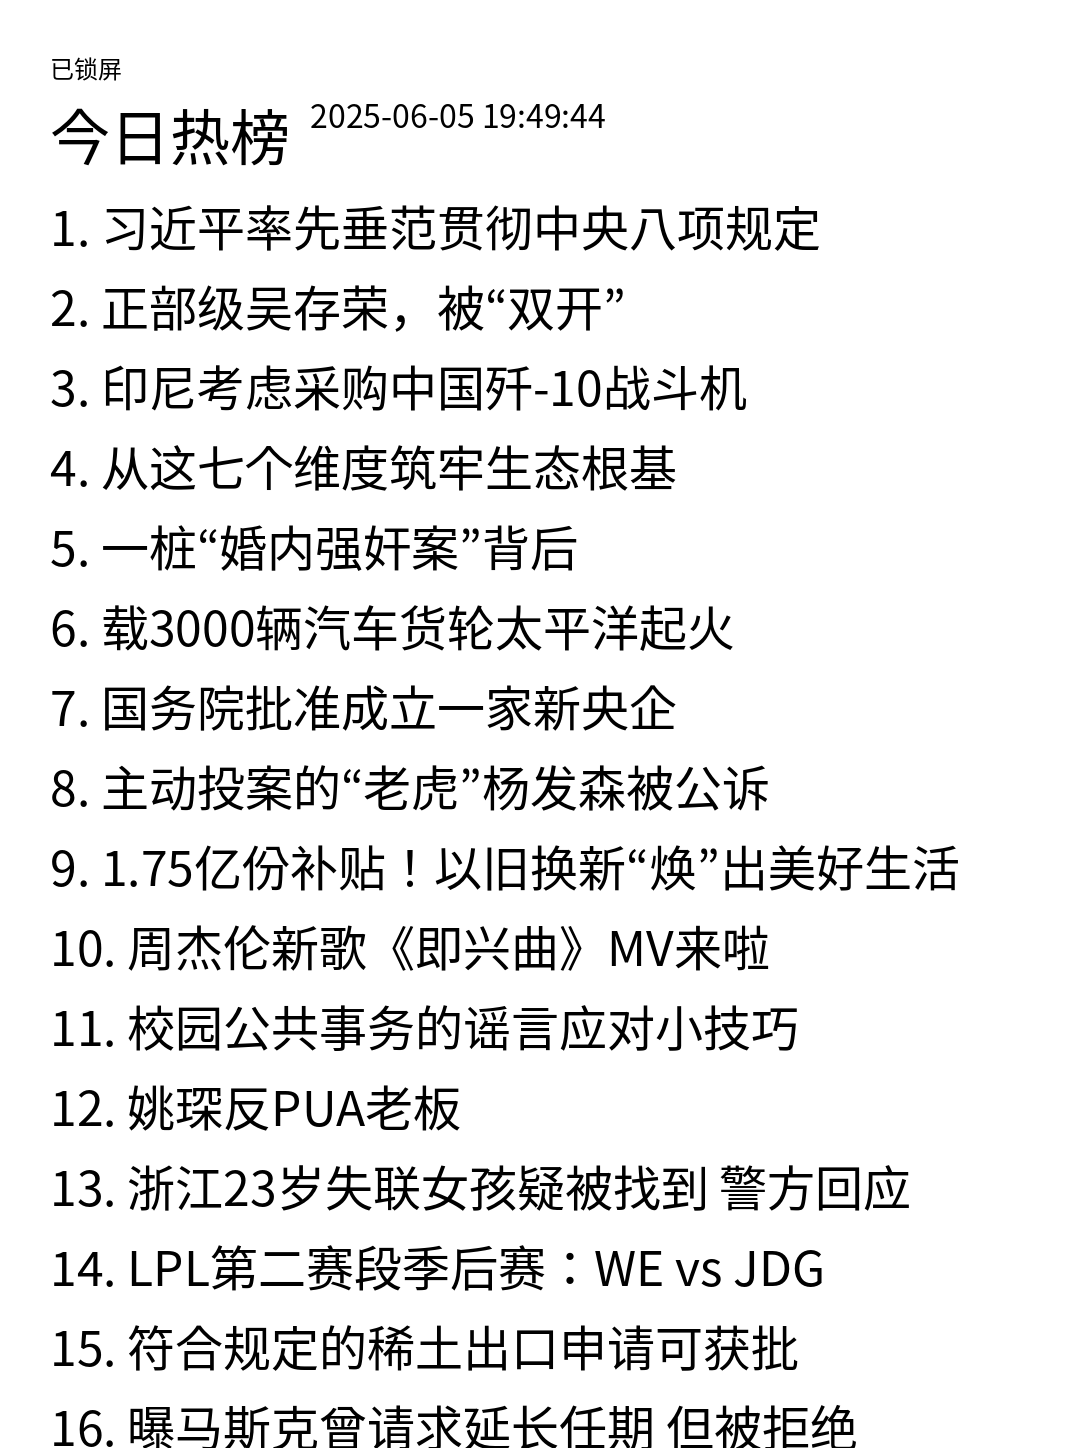 已锁屏
今日热榜 2025-06-05 19:49:44
1. 习近平率先垂范贯彻中央八项规定
2. 正部级吴存荣，被“双开”
3. 印尼考虑采购中国歼-10战斗机
4. 从这七个维度筑牢生态根基
5. 一桩“婚内强奸案”背后
6. 载3000辆汽车货轮太平洋起火
7. 国务院批准成立一家新央企
8. 主动投案的“老虎”杨发森被公诉
9. 1.75亿份补贴！以旧换新“焕”出美好生活
10. 周杰伦新歌《即兴曲》MV来啦
11. 校园公共事务的谣言应对小技巧
12. 姚琛反PUA老板
13. 浙江23岁失联女孩疑被找到 警方回应
14. LPL第二赛段季后赛：WE vs JDG
15. 符合规定的稀土出口申请可获批
16. 曝马斯克曾请求延长任期 但被拒绝